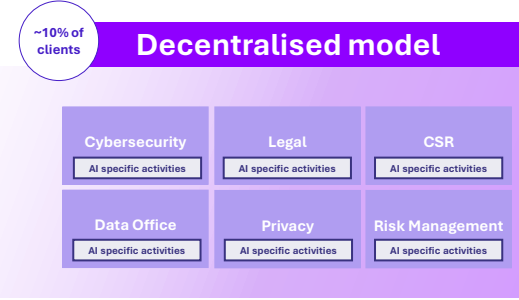 ~10% of
clients
Decentralised model
Cybersecurity
AI specific activities
Legal
AI specific activities
CSR
AI specific activities
Data Office
AI specific activities
Privacy
AI specific activities
Risk Management
AI specific activities